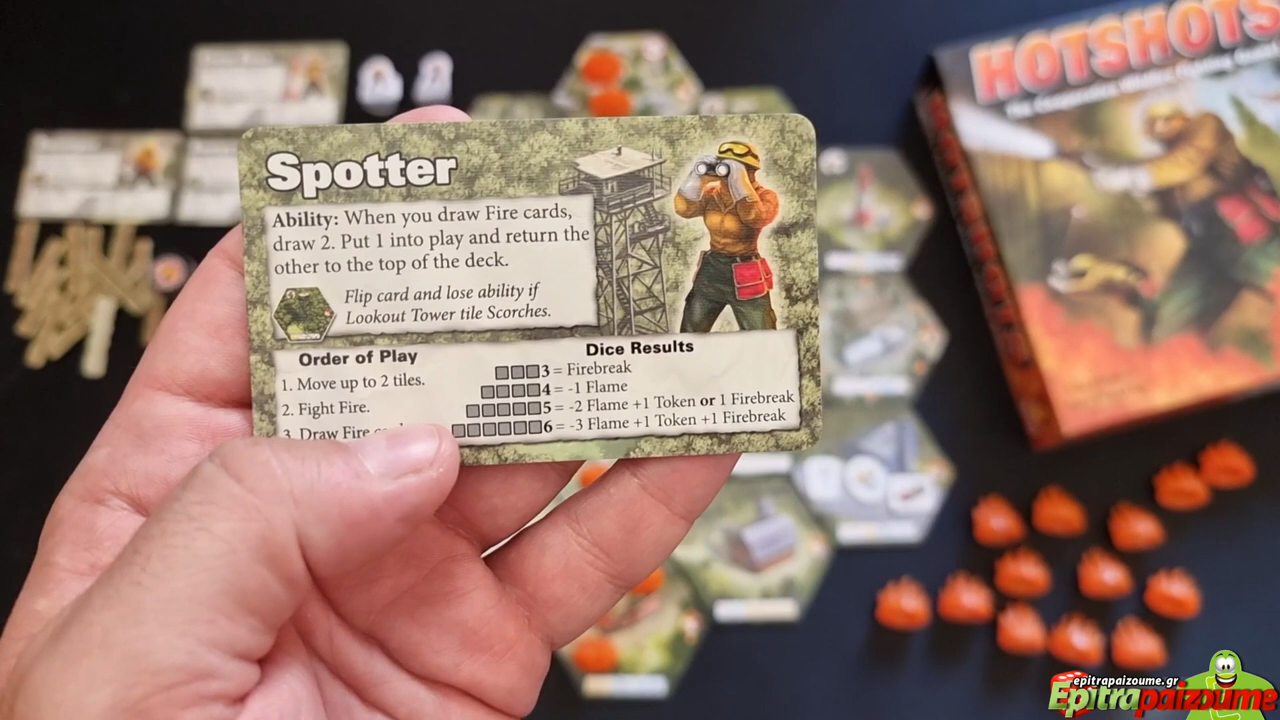 HOTSHOTS
Spotter
Ability: When you draw Fire cards,
draw 2. Put 1 into play and return the
other to the top of the deck.
Flip card and lose ability if
Lookout Tower tile Scorches.
Order of Play
1. Move up to 2 tiles.
2. Fight Fire.
3. Draw Fire
Dice Results
3 = Firebreak
4 = -1 Flame
5 = -2 Flame +1 Token or 1 Firebreak
6 = -3 Flame +1 Token +1 Firebreak
epitrapaizoume.gr
Epitrapaizoume